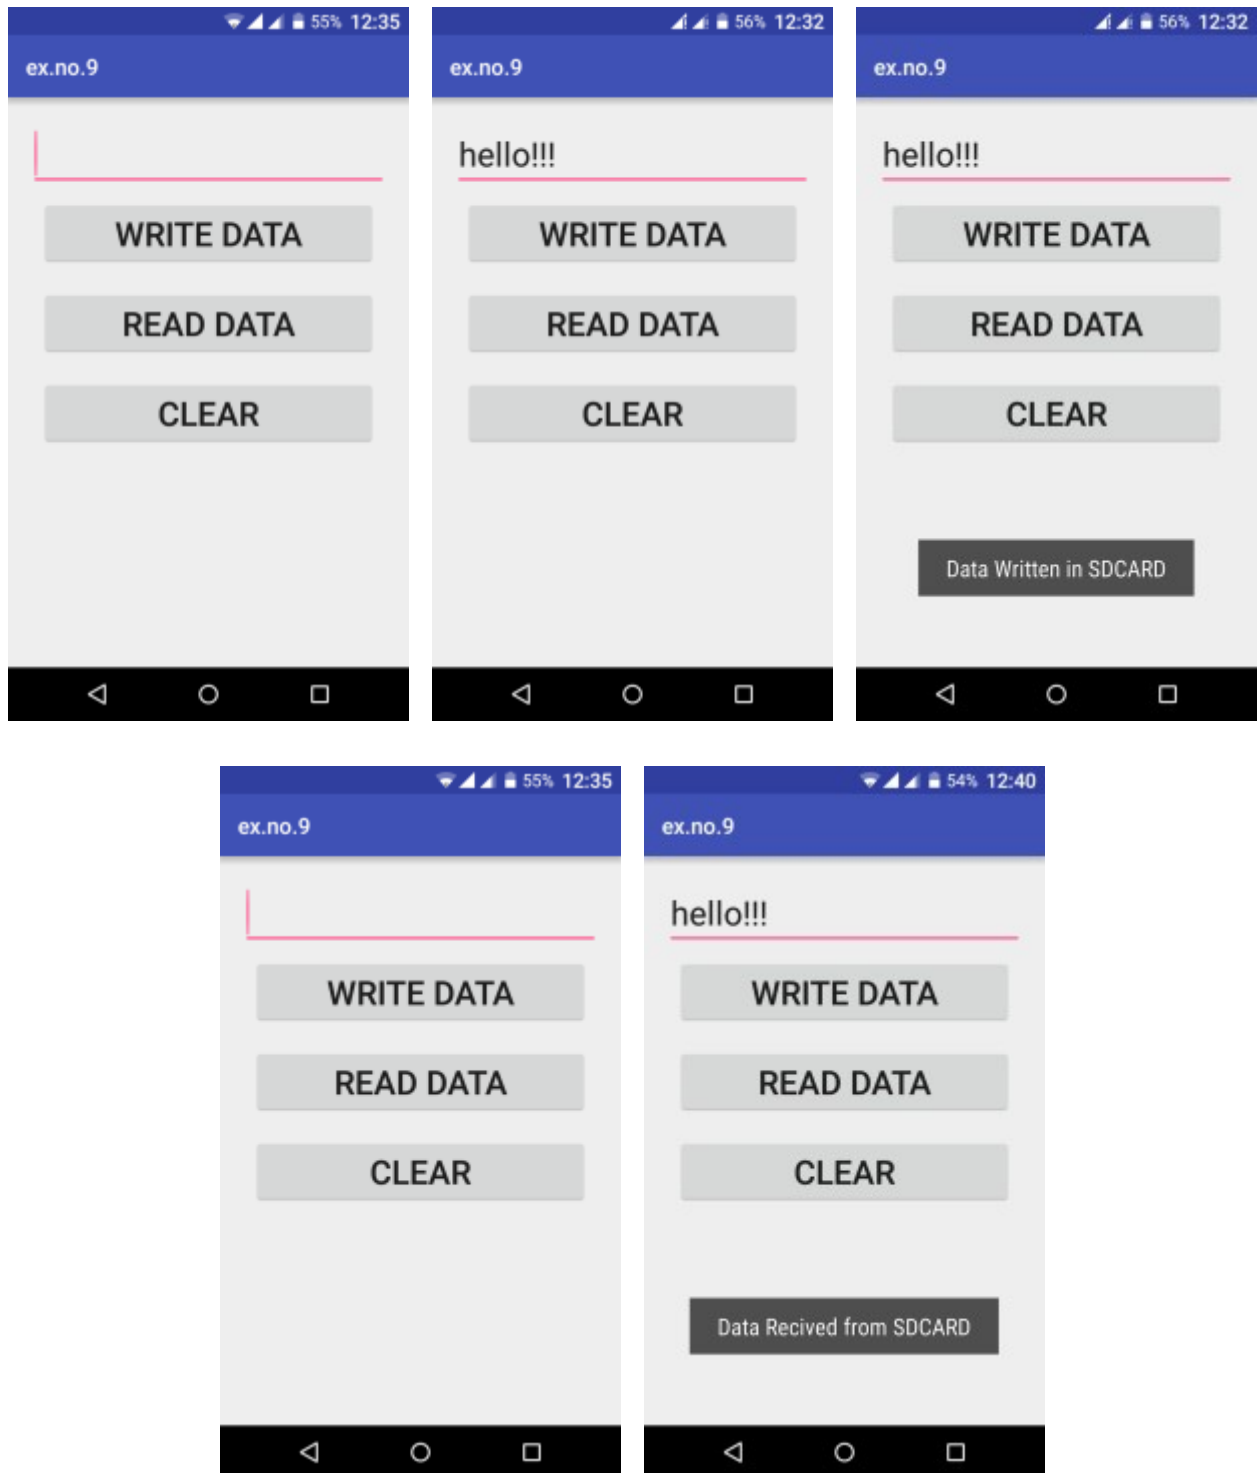 55% 12:35
ex.no.9
WRITE DATA
READ DATA
CLEAR
56% 12:32
ex.no.9
hello!!!
WRITE DATA
READ DATA
CLEAR
56% 12:32
ex.no.9
hello!!!
WRITE DATA
READ DATA
CLEAR
Data Written in SDCARD
55% 12:35
ex.no.9
WRITE DATA
READ DATA
CLEAR
54% 12:40
ex.no.9
hello!!!
WRITE DATA
READ DATA
CLEAR
Data Recived from SDCARD